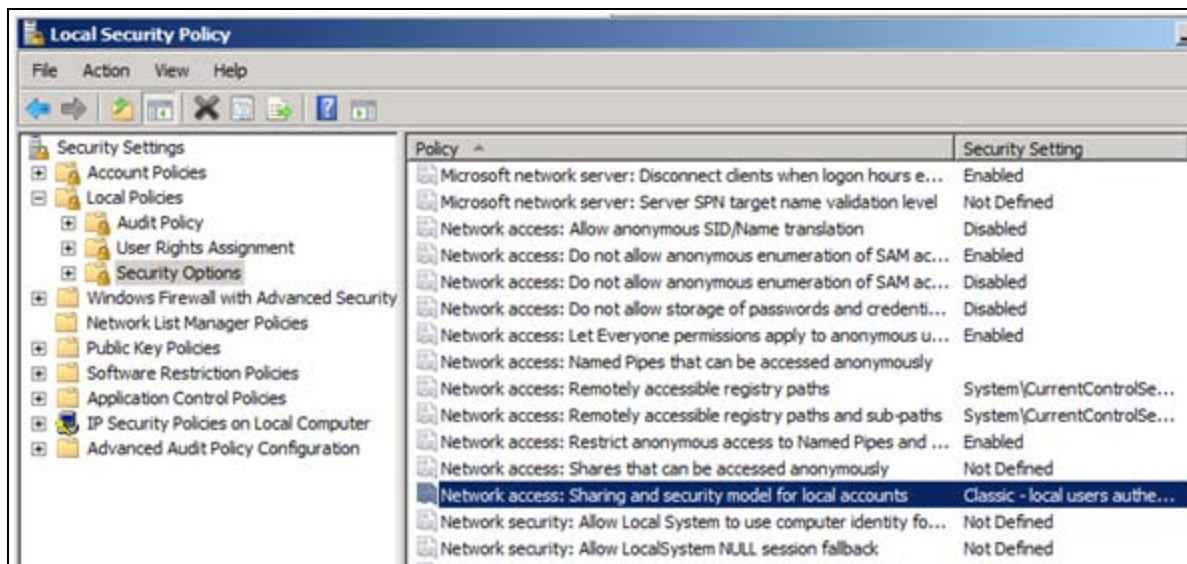 Local Security Policy
File Action View Help
Security Settings
Account Policies
Local Policies
Audit Policy
User Rights Assignment
Security Options
Windows Firewall with Advanced Security
Network List Manager Policies
Public Key Policies
Software Restriction Policies
Application Control Policies
IP Security Policies on Local Computer
Advanced Audit Policy Configuration
Policy Security Setting
Microsoft network server: Disconnect clients when logon hours e... Enabled
Microsoft network server: Server SPN target name validation level Not Defined
Network access: Allow anonymous SID/Name translation Disabled
Network access: Do not allow anonymous enumeration of SAM ac... Enabled
Network access: Do not allow anonymous enumeration of SAM ac... Disabled
Network access: Do not allow storage of passwords and credenti... Disabled
Network access: Let Everyone permissions apply to anonymous u... Enabled
Network access: Named Pipes that can be accessed anonymously
Network access: Remotely accessible registry paths System\CurrentControlSe...
Network access: Remotely accessible registry paths and sub-paths System\CurrentControlSe...
Network access: Restrict anonymous access to Named Pipes and ... Enabled
Network access: Shares that can be accessed anonymously Not Defined
Network access: Sharing and security model for local accounts Classic - local users authe...
Network security: Allow Local System to use computer identity fo... Not Defined
Network security: Allow LocalSystem NULL session fallback Not Defined